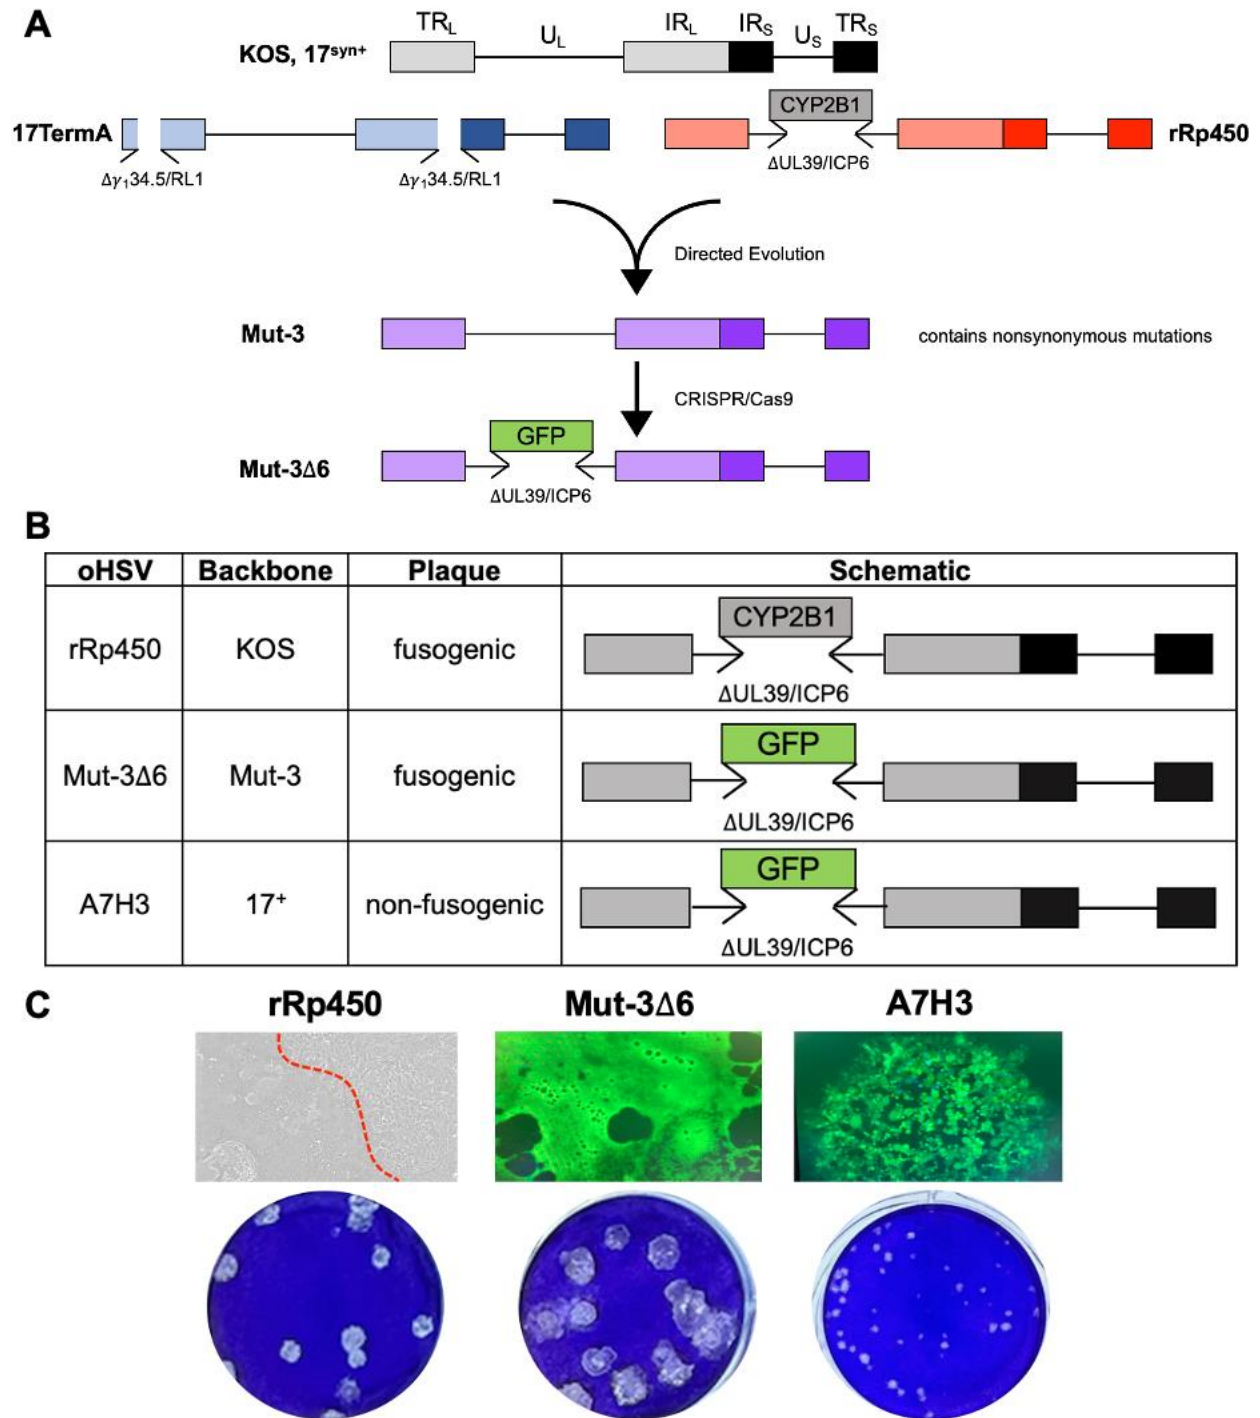 A
TRL UL IRL IRS US TRS
KOS, 17syn+
17TermA
Δγ134.5/RL1 Δγ134.5/RL1
CYP2B1
ΔUL39/ICP6
rRp450
Directed Evolution
Mut-3
contains nonsynonymous mutations
CRISPR/Cas9
GFP
Mut-3Δ6
ΔUL39/ICP6
B
oHSV Backbone Plaque Schematic
rRp450 KOS fusogenic CYP2B1
ΔUL39/ICP6
Mut-3Δ6 Mut-3 fusogenic GFP
ΔUL39/ICP6
A7H3 17+ non-fusogenic GFP
ΔUL39/ICP6
C
rRp450 Mut-3Δ6 A7H3